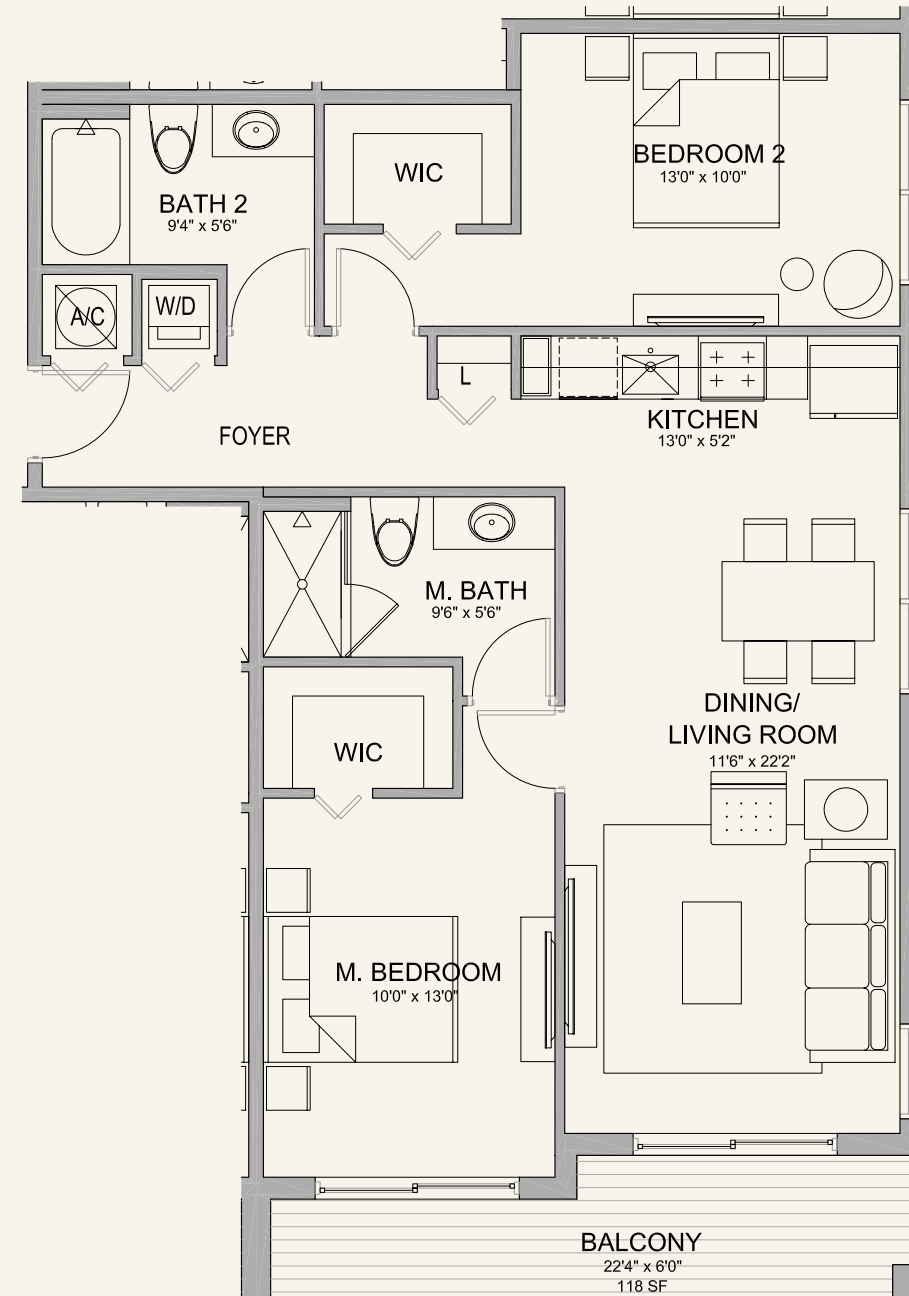 BEDROOM 2
13'0" x 10'0"
WIC
BATH 2
9'4" x 5'6"
A/C
W/D
L
KITCHEN
13'0" x 5'2"
FOYER
M. BATH
9'6" x 5'6"
DINING/
LIVING ROOM
11'6" x 22'2"
WIC
M. BEDROOM
10'0" x 13'0"
BALCONY
22'4" x 6'0"
118 SF